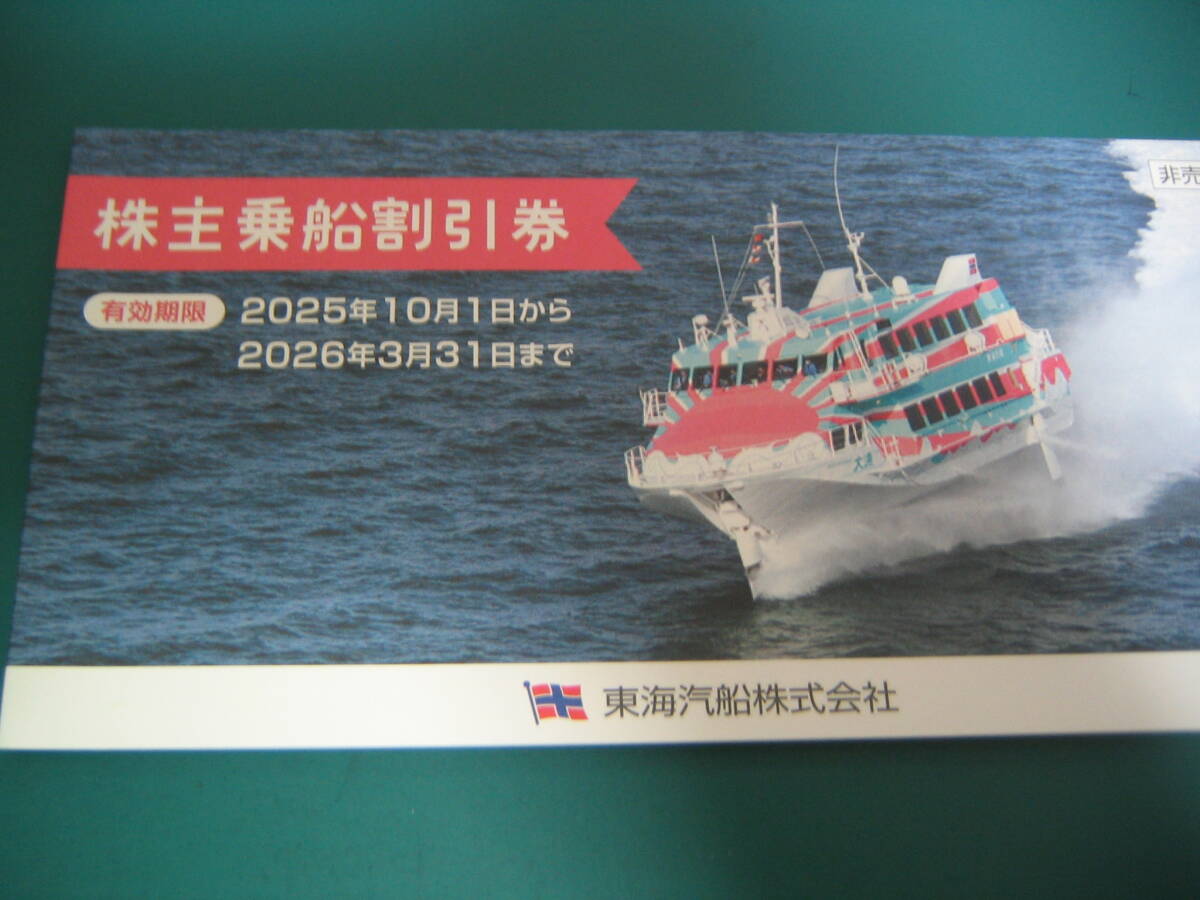 株主乗船割引券
非売
有効期限 2025年10月1日から
2026年3月31日まで
東海汽船株式会社